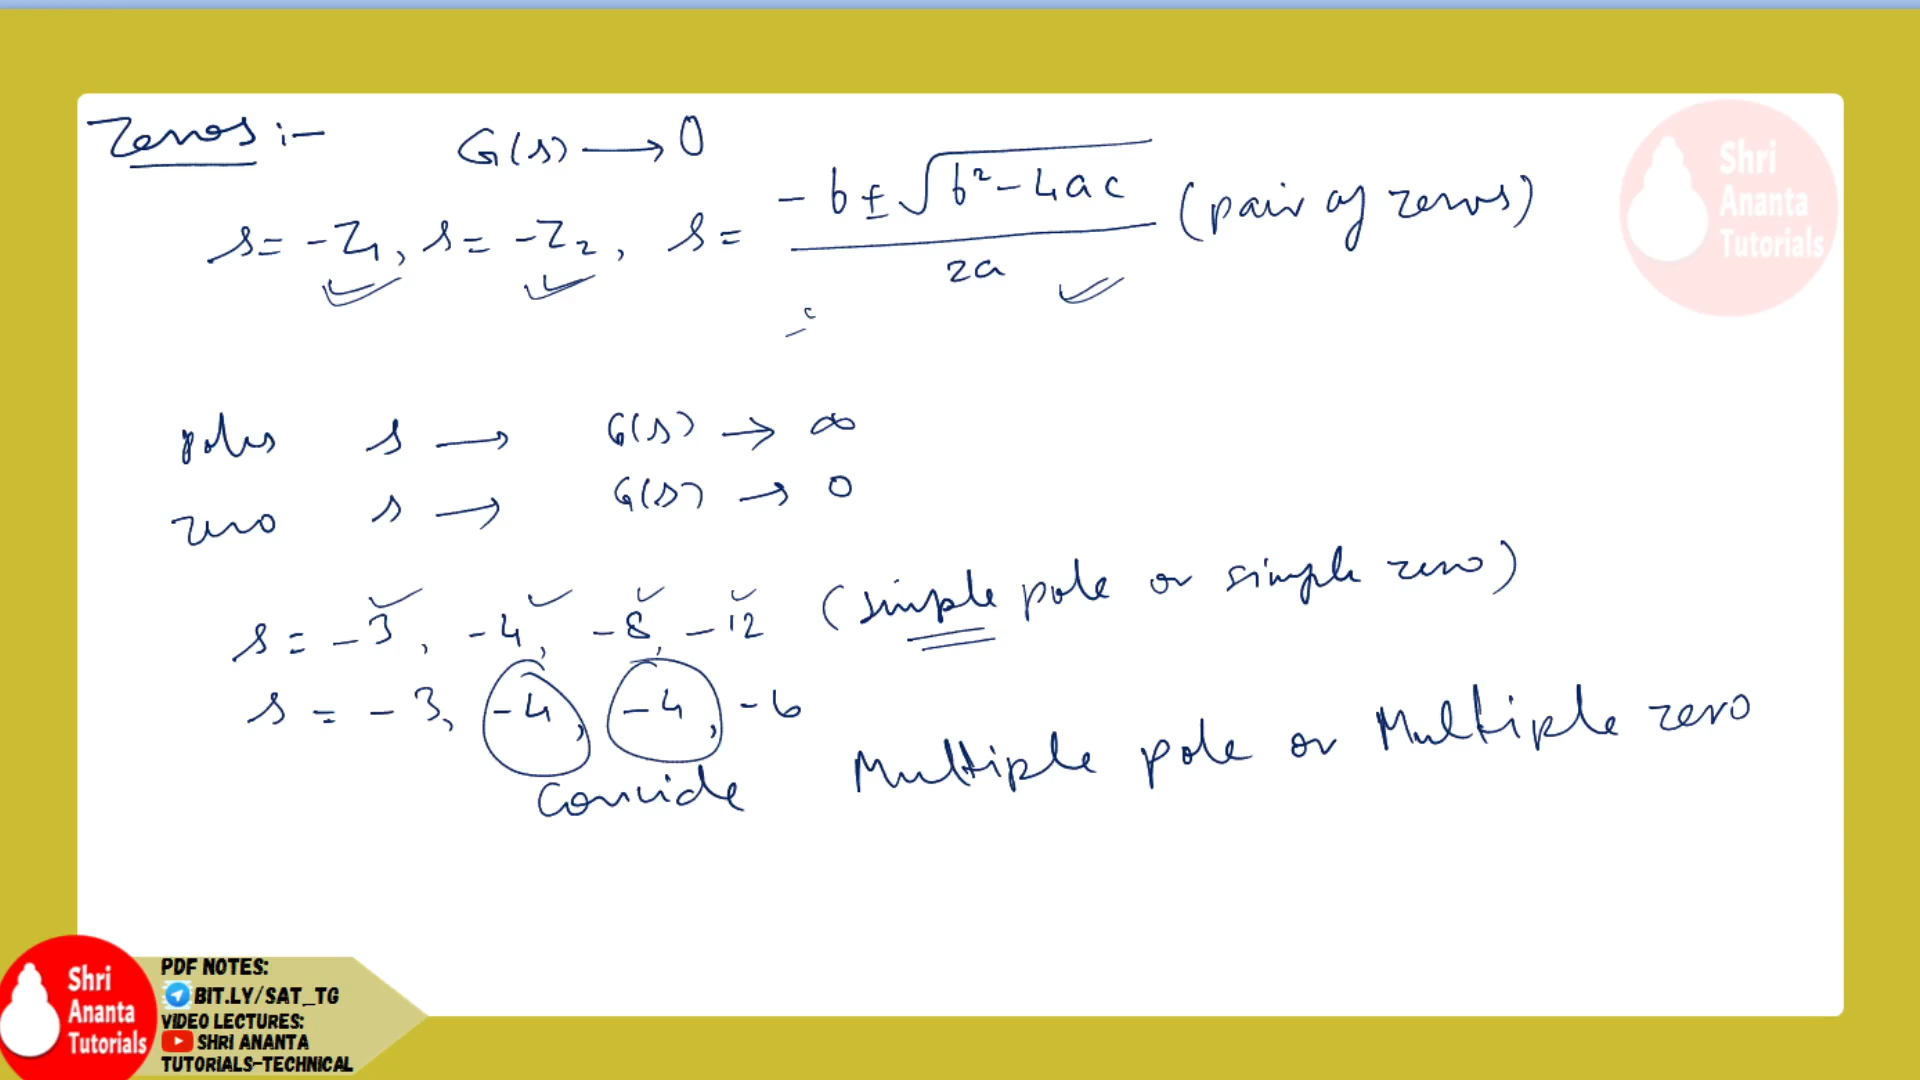 Zeros :-
G(s) → 0
s = -Z₁, s = -Z₂, s = (-b ± √(b² - 4ac)) / 2a (pair of zeros)
poles s → G(s) → ∞
zero s → G(s) → 0
s = -3, -4, -8, -12 (simple pole or simple zero)
s = -3, -4, -4, -6
Concide Multiple pole or Multiple zero
Shri
Ananta
Tutorials
Shri
Ananta
Tutorials
PDF NOTES:
BIT.LY/SAT_TG
VIDEO LECTURES:
SHRI ANANTA
TUTORIALS-TECHNICAL